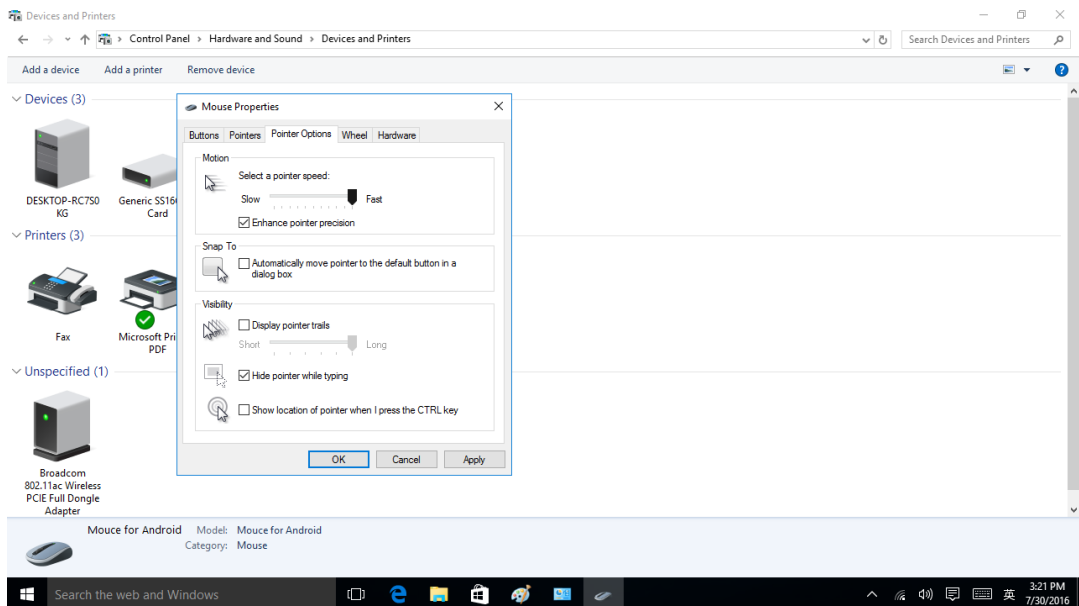 Devices and Printers
Control Panel > Hardware and Sound > Devices and Printers
Search Devices and Printers
Add a device Add a printer Remove device
Devices (3)
DESKTOP-RC7S0
KG
Generic SS16
Card
Printers (3)
Fax
Microsoft Pri
PDF
Unspecified (1)
Broadcom
802.11ac Wireless
PCIE Full Dongle
Adapter
Mouse Properties
Buttons Pointers Pointer Options Wheel Hardware
Motion
Select a pointer speed:
Slow Fast
Enhance pointer precision
Snap To
Automatically move pointer to the default button in a
dialog box
Visibility
Display pointer trails
Short Long
Hide pointer while typing
Show location of pointer when I press the CTRL key
OK Cancel Apply
Mouce for Android Model: Mouce for Android
Category: Mouse
Search the web and Windows
英
3:21 PM
7/30/2016